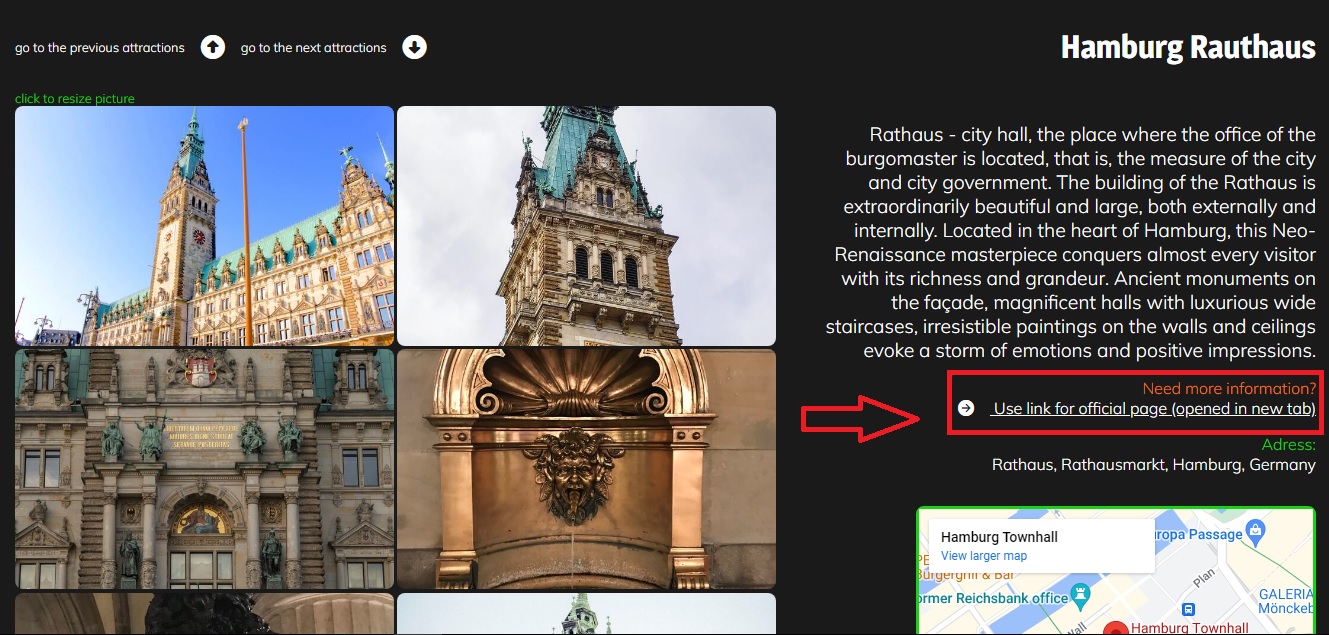 go to the previous attractions
go to the next attractions
Hamburg Rauthaus
click to resize picture
Rathaus - city hall, the place where the office of the
burgomaster is located, that is, the measure of the city
and city government. The building of the Rathaus is
extraordinarily beautiful and large, both externally and
internally. Located in the heart of Hamburg, this Neo-
Renaissance masterpiece conquers almost every visitor
with its richness and grandeur. Ancient monuments on
the façade, magnificent halls with luxurious wide
staircases, irresistible paintings on the walls and ceilings
evoke a storm of emotions and positive impressions.
Need more information?
Use link for official page (opened in new tab)
Adress:
Rathaus, Rathausmarkt, Hamburg, Germany
Hamburg Townhall
View larger map
uropa Passage
Burgergrill & Bar
Plan
ormer Reichsbank office
GALERIA
Mönckeb
Hamburg Townhall